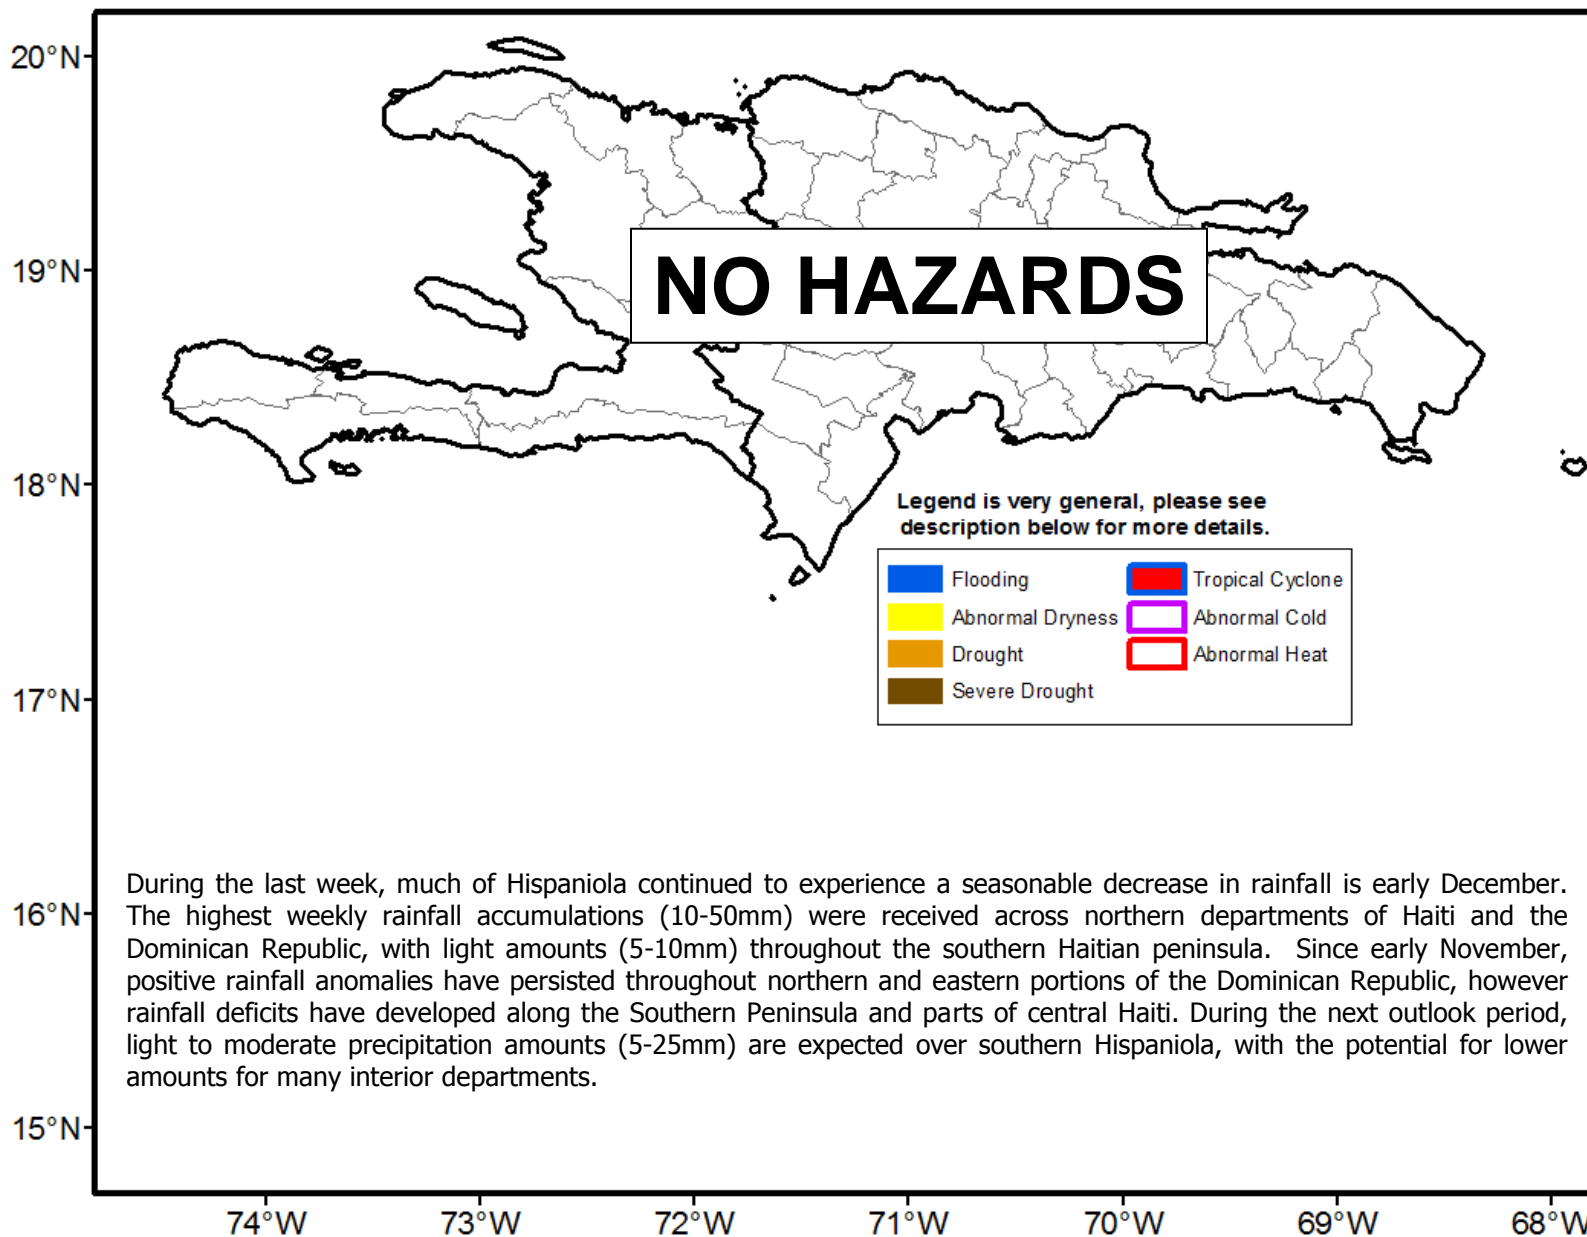 20°N
19°N
18°N
17°N
16°N
15°N
NO HAZARDS
Legend is very general, please see
description below for more details.
Flooding
Tropical Cyclone
Abnormal Dryness
Abnormal Cold
Drought
Abnormal Heat
Severe Drought
During the last week, much of Hispaniola continued to experience a seasonable decrease in rainfall is early December.
The highest weekly rainfall accumulations (10-50mm) were received across northern departments of Haiti and the
Dominican Republic, with light amounts (5-10mm) throughout the southern Haitian peninsula. Since early November,
positive rainfall anomalies have persisted throughout northern and eastern portions of the Dominican Republic, however
rainfall deficits have developed along the Southern Peninsula and parts of central Haiti. During the next outlook period,
light to moderate precipitation amounts (5-25mm) are expected over southern Hispaniola, with the potential for lower
amounts for many interior departments.
74°W
73°W
72°W
71°W
70°W
69°W
68°W